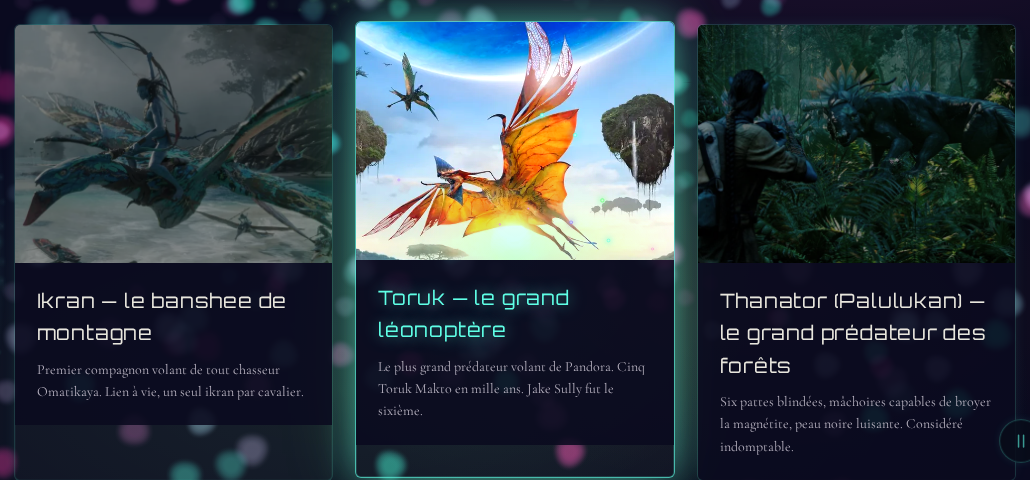 Ikran — le banshee de
montagne
Premier compagnon volant de tout chasseur
Omatikaya. Lien à vie, un seul ikran par cavalier.
Toruk — le grand
léonoptère
Le plus grand prédateur volant de Pandora. Cinq
Toruk Makto en mille ans. Jake Sully fut le
sixième.
Thanator (Palulukan) —
le grand prédateur des
forêts
Six pattes blindées, mâchoires capables de broyer
la magnétite, peau noire luisante. Considéré
indomptable.